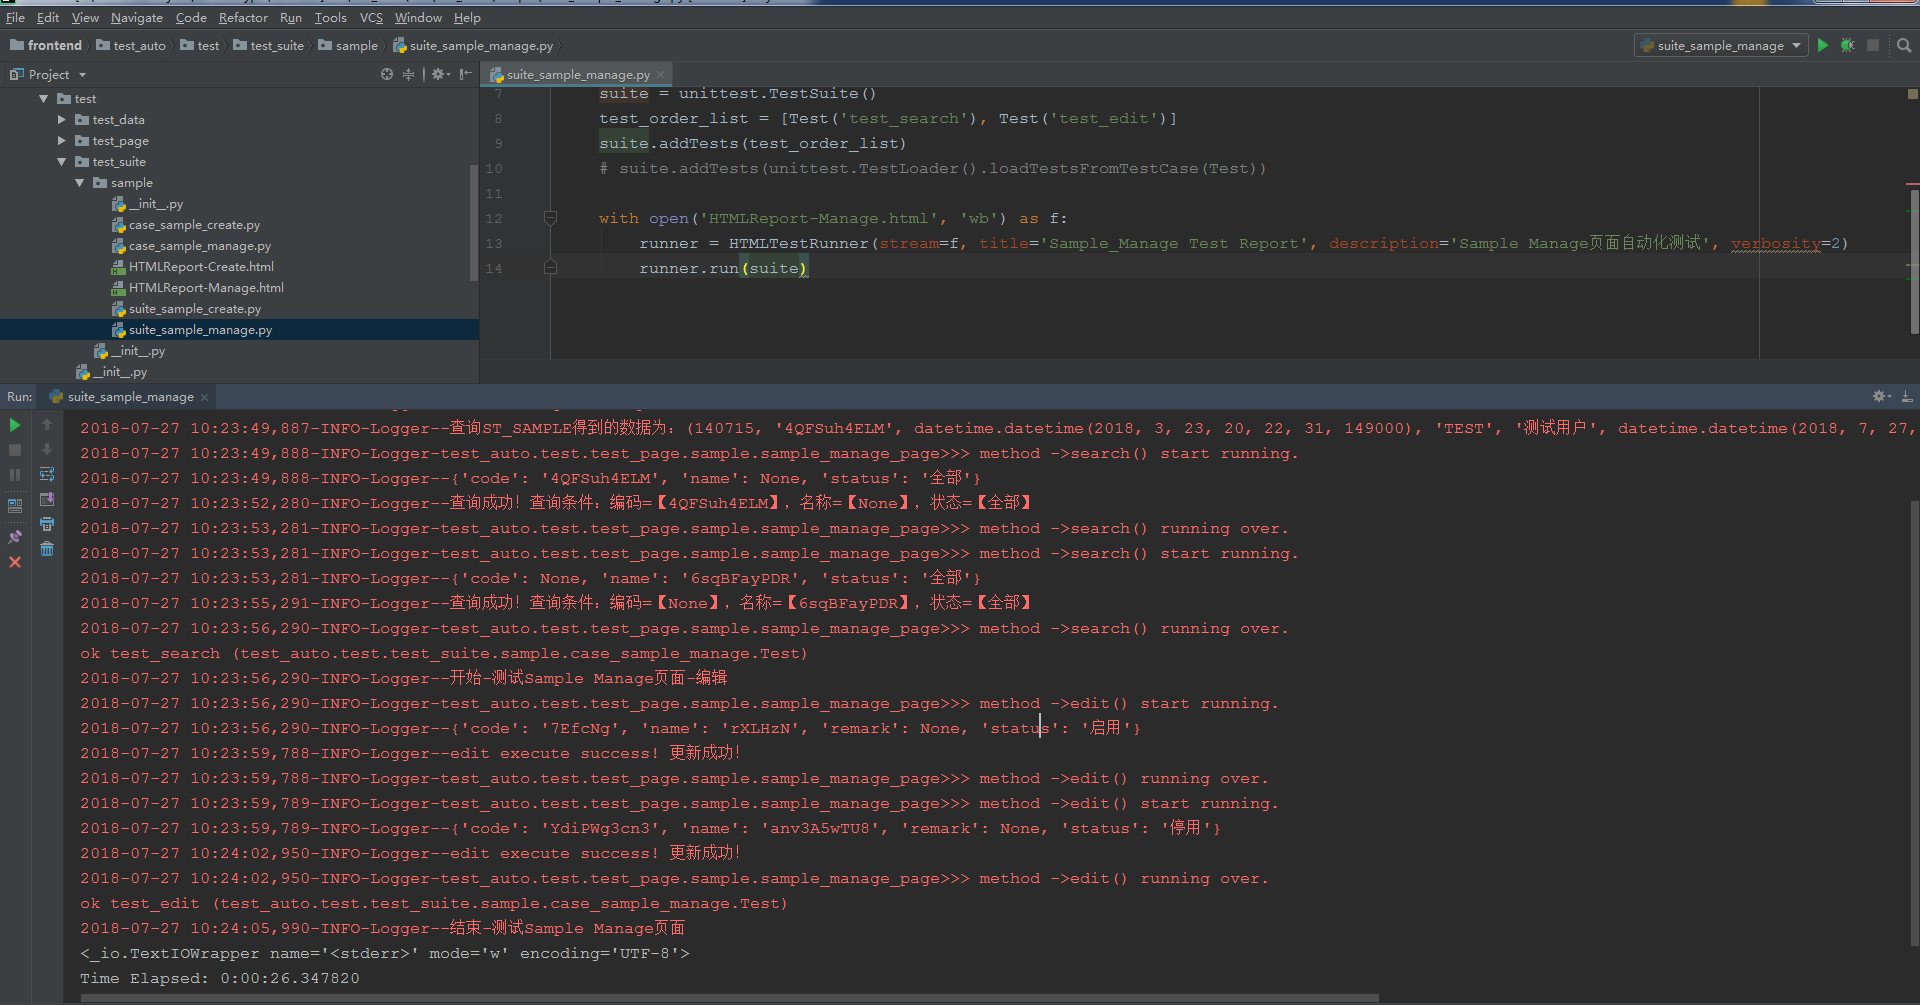 File Edit View Navigate Code Refactor Run Tools VCS Window Help
frontend test_auto test test_suite sample suite_sample_manage.py
suite_sample_manage
Project
suite_sample_manage.py
test
test_data
test_page
test_suite
sample
__init__.py
case_sample_create.py
case_sample_manage.py
HTMLReport-Create.html
HTMLReport-Manage.html
suite_sample_create.py
suite_sample_manage.py
__init__.py
__init__.py
7 suite = unittest.TestSuite()
8 test_order_list = [Test('test_search'), Test('test_edit')]
9 suite.addTests(test_order_list)
10 # suite.addTests(unittest.TestLoader().loadTestsFromTestCase(Test))
11
12 with open('HTMLReport-Manage.html', 'wb') as f:
13 runner = HTMLTestRunner(stream=f, title='Sample_Manage Test Report', description='Sample Manage页面自动化测试', verbosity=2)
14 runner.run(suite)
Run: suite_sample_manage
2018-07-27 10:23:49,887-INFO-Logger--查询ST_SAMPLE得到的数据为：(140715, '4QFSuh4ELM', datetime.datetime(2018, 3, 23, 20, 22, 31, 149000), 'TEST', '测试用户', datetime.datetime(2018, 7, 27,
2018-07-27 10:23:49,888-INFO-Logger-test_auto.test.test_page.sample.sample_manage_page>>> method ->search() start running.
2018-07-27 10:23:49,888-INFO-Logger--{'code': '4QFSuh4ELM', 'name': None, 'status': '全部'}
2018-07-27 10:23:52,280-INFO-Logger--查询成功！查询条件：编码=【4QFSuh4ELM】，名称=【None】，状态=【全部】
2018-07-27 10:23:53,281-INFO-Logger-test_auto.test.test_page.sample.sample_manage_page>>> method ->search() running over.
2018-07-27 10:23:53,281-INFO-Logger-test_auto.test.test_page.sample.sample_manage_page>>> method ->search() start running.
2018-07-27 10:23:53,281-INFO-Logger--{'code': None, 'name': '6sqBFayPDR', 'status': '全部'}
2018-07-27 10:23:55,291-INFO-Logger--查询成功！查询条件：编码=【None】，名称=【6sqBFayPDR】，状态=【全部】
2018-07-27 10:23:56,290-INFO-Logger-test_auto.test.test_page.sample.sample_manage_page>>> method ->search() running over.
ok test_search (test_auto.test.test_suite.sample.case_sample_manage.Test)
2018-07-27 10:23:56,290-INFO-Logger--开始-测试Sample Manage页面-编辑
2018-07-27 10:23:56,290-INFO-Logger-test_auto.test.test_page.sample.sample_manage_page>>> method ->edit() start running.
2018-07-27 10:23:56,290-INFO-Logger--{'code': '7EfcNg', 'name': 'rXLHzN', 'remark': None, 'status': '启用'}
2018-07-27 10:23:59,788-INFO-Logger--edit execute success! 更新成功！
2018-07-27 10:23:59,788-INFO-Logger-test_auto.test.test_page.sample.sample_manage_page>>> method ->edit() running over.
2018-07-27 10:23:59,789-INFO-Logger-test_auto.test.test_page.sample.sample_manage_page>>> method ->edit() start running.
2018-07-27 10:23:59,789-INFO-Logger--{'code': 'YdiPWg3cn3', 'name': 'anv3A5wTU8', 'remark': None, 'status': '停用'}
2018-07-27 10:24:02,950-INFO-Logger--edit execute success! 更新成功！
2018-07-27 10:24:02,950-INFO-Logger-test_auto.test.test_page.sample.sample_manage_page>>> method ->edit() running over.
ok test_edit (test_auto.test.test_suite.sample.case_sample_manage.Test)
2018-07-27 10:24:05,990-INFO-Logger--结束-测试Sample Manage页面
<_io.TextIOWrapper name='<stderr>' mode='w' encoding='UTF-8'>
Time Elapsed: 0:00:26.347820